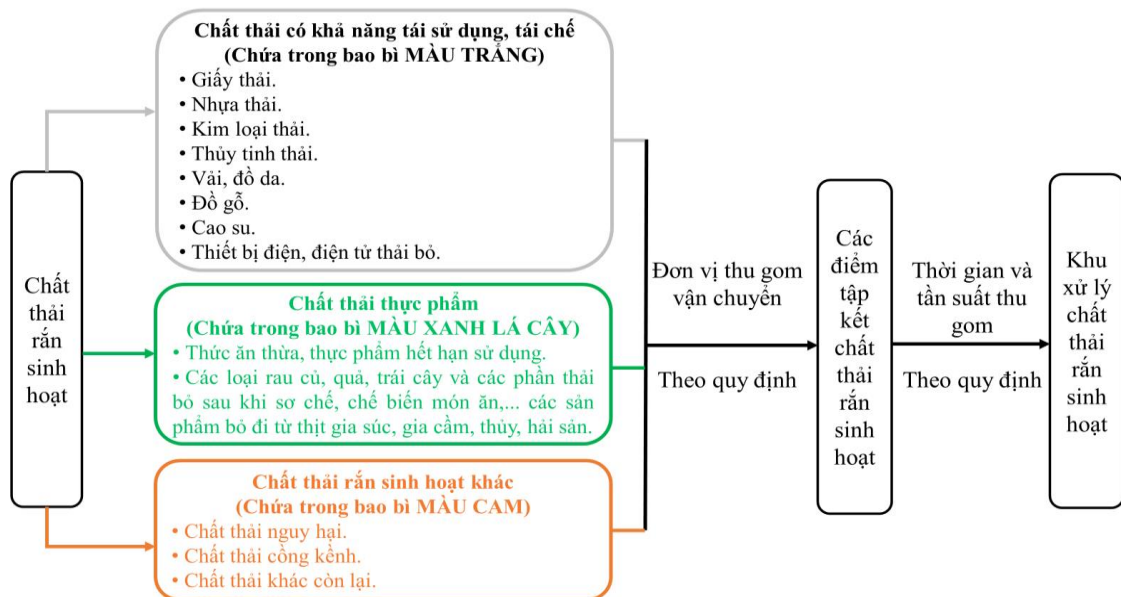 Chất
thải
rắn
sinh
hoạt
Chất thải có khả năng tái sử dụng, tái chế
(Chứa trong bao bì MÀU TRẮNG)
• Giấy thải.
• Nhựa thải.
• Kim loại thải.
• Thủy tinh thải.
• Vải, đồ da.
• Đồ gỗ.
• Cao su.
• Thiết bị điện, điện tử thải bỏ.
Chất thải thực phẩm
(Chứa trong bao bì MÀU XANH LÁ CÂY)
• Thức ăn thừa, thực phẩm hết hạn sử dụng.
• Các loại rau củ, quả, trái cây và các phần thải
bỏ sau khi sơ chế, chế biến món ăn,... các sản
phẩm bỏ đi từ thịt gia súc, gia cầm, thủy, hải sản.
Chất thải rắn sinh hoạt khác
(Chứa trong bao bì MÀU CAM)
• Chất thải nguy hại.
• Chất thải cồng kềnh.
• Chất thải khác còn lại.
Đơn vị thu gom
vận chuyển
Theo quy định
Các
điểm
tập
kết
chất
thải
rắn
sinh
hoạt
Thời gian và
tần suất thu
gom
Theo quy định
Khu
xử lý
chất
thải
rắn
sinh
hoạt